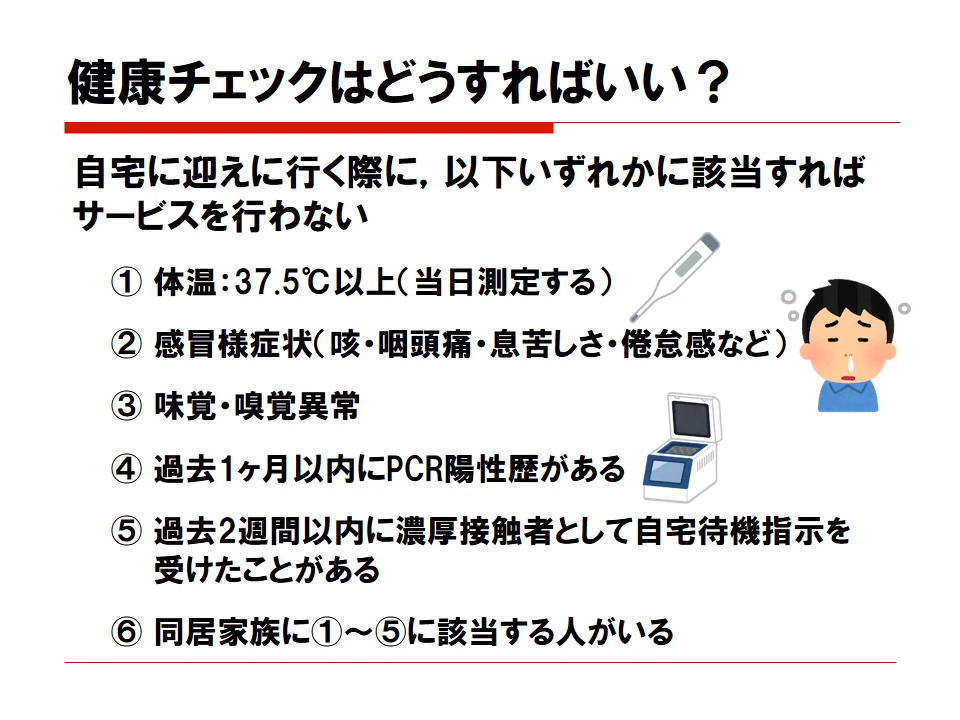 健康チェックはどうすればいい？
自宅に迎えに行く際に，以下いずれかに該当すれば
サービスを行わない
① 体温：37.5℃以上（当日測定する）
② 感冒様症状（咳・咽頭痛・息苦しさ・倦怠感など）
③ 味覚・嗅覚異常
④ 過去1ヶ月以内にPCR陽性歴がある
⑤ 過去2週間以内に濃厚接触者として自宅待機指示を
受けたことがある
⑥ 同居家族に①～⑤に該当する人がいる